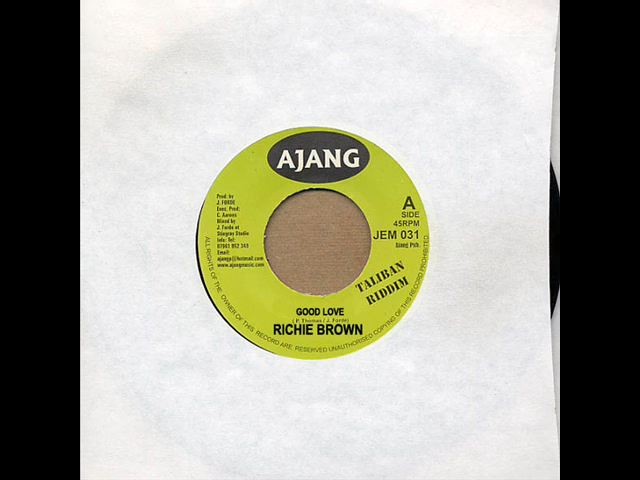 AJANG
Prod: by
J. FORDE
Exec. Prod:
C. Aarons
Mixed by
J. Forde at
Stingray Studio
Info: Tel:
07961 952 343
Email:
ajangp@hotmail.com
www.ajangmusic.com
A
SIDE
45RPM
JEM 031
Ajang Pub.
TALIBAN
RIDDIM
GOOD LOVE
( P. Thomas / J. Forde)
RICHIE BROWN
ALL RIGHTS OF THE OWNER OF THIS RECORD ARE RESERVED UNAUTHORISED COPYING OF THIS RECORD PROHIBITED.